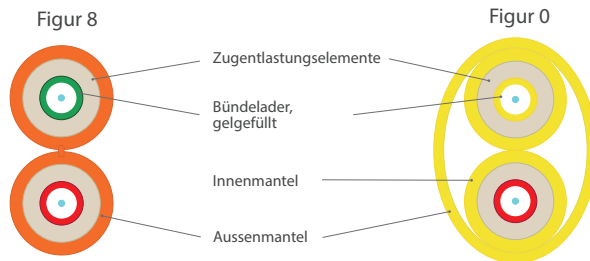 Figur 8
Figur 0
Zugentlastungselemente
Bündelader,
gelgefüllt
Innenmantel
Aussenmantel